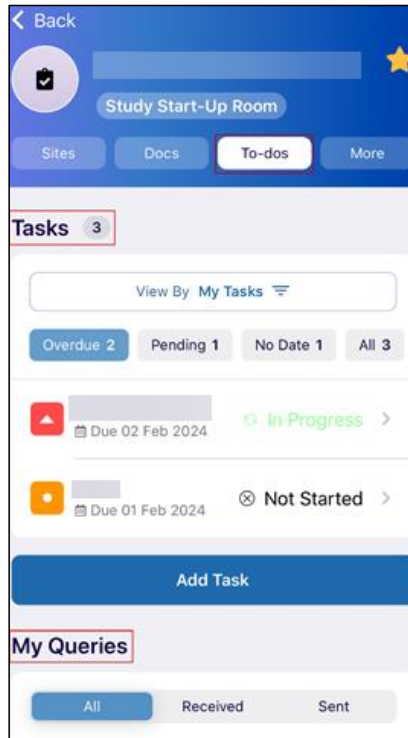 Back
Study Start-Up Room
Sites Docs To-dos More
Tasks 3
View By My Tasks
Overdue 2 Pending 1 No Date 1 All 3
In Progress
Due 02 Feb 2024
Not Started
Due 01 Feb 2024
Add Task
My Queries
All Received Sent